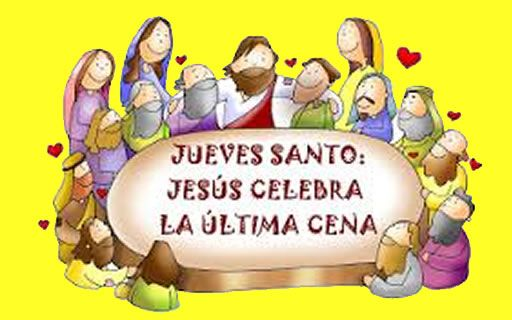 JUEVES SANTO:
JESÚS CELEBRA
LA ÚLTIMA CENA